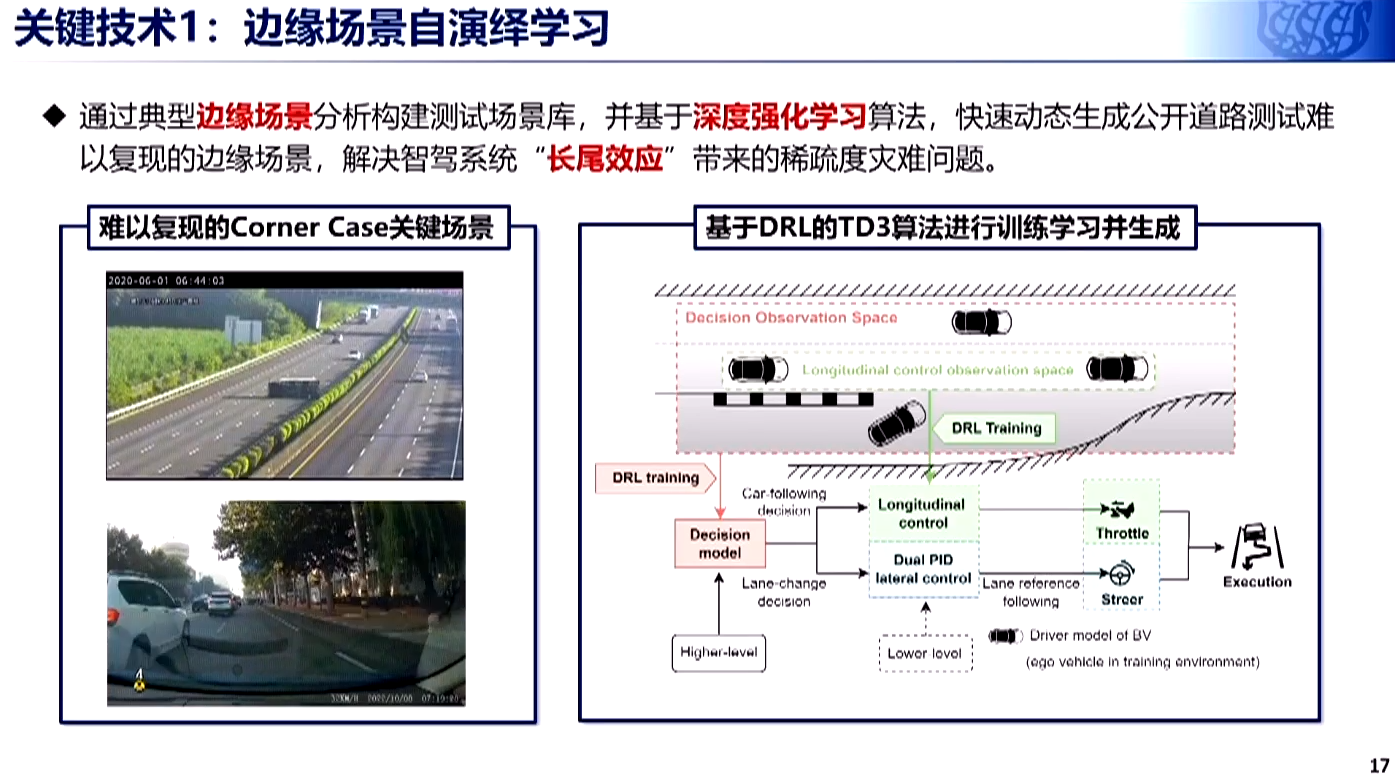 关键技术1：边缘场景自演绎学习
◆ 通过典型边缘场景分析构建测试场景库，并基于深度强化学习算法，快速动态生成公开道路测试难
以复现的边缘场景，解决智驾系统“长尾效应”带来的稀疏度灾难问题。
难以复现的Corner Case关键场景
2020-06-01 06:44:03
4
32KM/H 2022/10/08
基于DRL的TD3算法进行训练学习并生成
Decision Observation Space
Longitudinal control observation space
DRL Training
DRL training
Car-following
decision
Longitudinal
control
Throttle
Decision
model
Dual PID
lateral control
Lane-change
decision
Lane reference
following
Streer
Execution
Higher-level
Lower level
Driver model of BV
(ego vehicle in training environment)
17